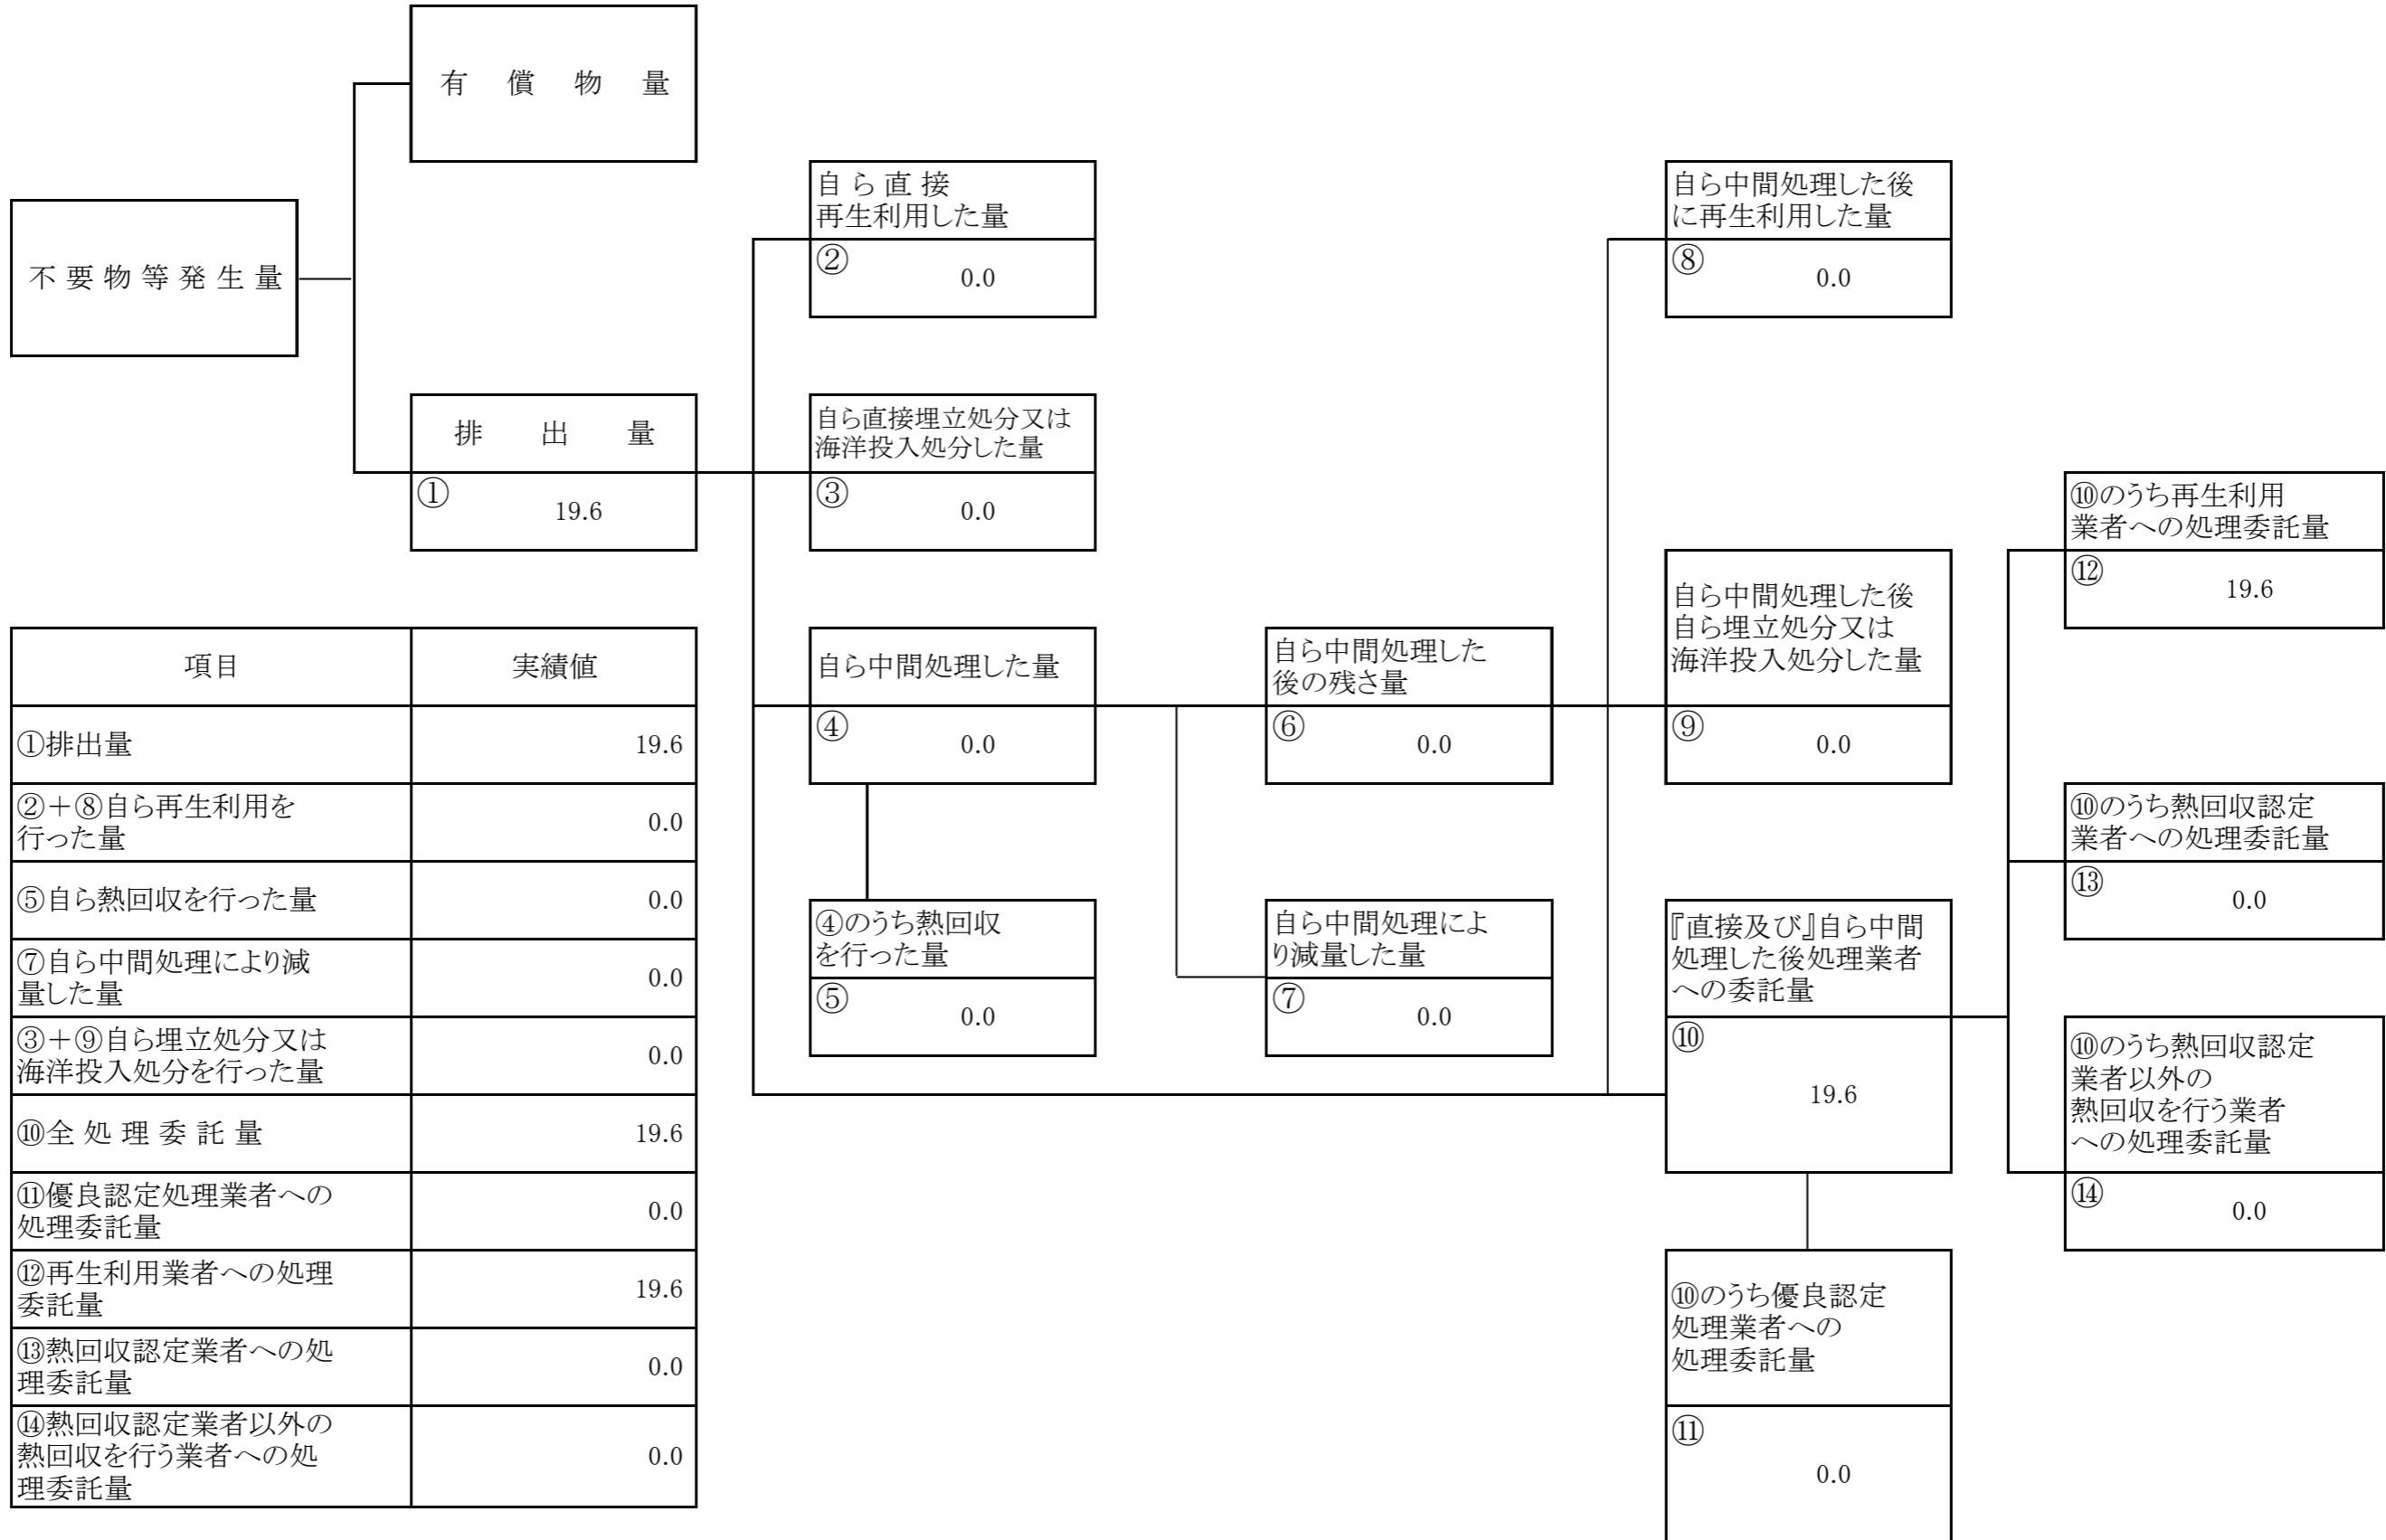 有償物量
不要物等発生量
排出量
①
19.6
自ら直接
再生利用した量
②
0.0
自ら直接埋立処分又は
海洋投入処分した量
③
0.0
自ら中間処理した量
④
0.0
④のうち熱回収
を行った量
⑤
0.0
自ら中間処理した
後の残さ量
⑥
0.0
自ら中間処理によ
り減量した量
⑦
0.0
自ら中間処理した後
に再生利用した量
⑧
0.0
自ら中間処理した後
自ら埋立処分又は
海洋投入処分した量
⑨
0.0
『直接及び』自ら中間
処理した後処理業者
への委託量
⑩
19.6
⑩のうち優良認定
処理業者への
処理委託量
⑪
0.0
⑩のうち再生利用
業者への処理委託量
⑫
19.6
⑩のうち熱回収認定
業者への処理委託量
⑬
0.0
⑩のうち熱回収認定
業者以外の
熱回収を行う業者
への処理委託量
⑭
0.0
項目 実績値
①排出量 19.6
②＋⑧自ら再生利用を
行った量 0.0
⑤自ら熱回収を行った量 0.0
⑦自ら中間処理により減
量した量 0.0
③＋⑨自ら埋立処分又は
海洋投入処分を行った量 0.0
⑩全処理委託量 19.6
⑪優良認定処理業者への
処理委託量 0.0
⑫再生利用業者への処理
委託量 19.6
⑬熱回収認定業者への処
理委託量 0.0
⑭熱回収認定業者以外の
熱回収を行う業者への処
理委託量 0.0